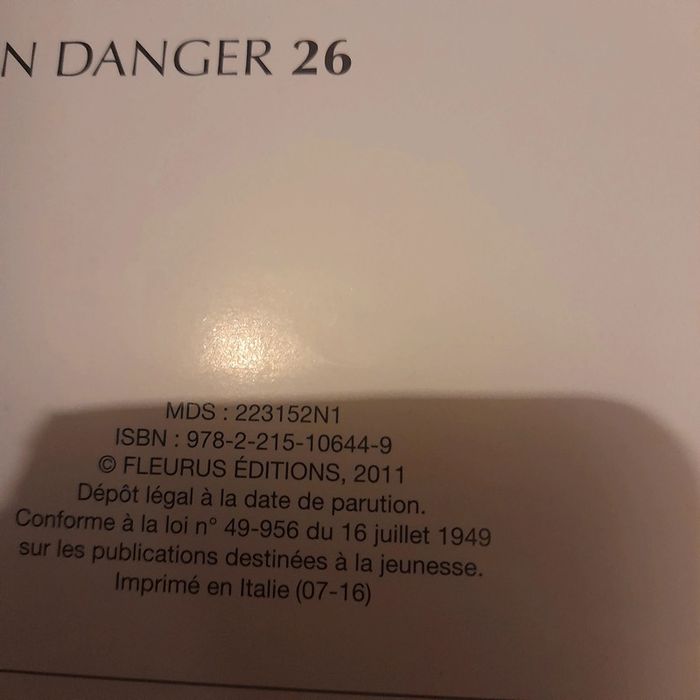 N DANGER 26
MDS : 223152N1
ISBN : 978-2-215-10644-9
© FLEURUS ÉDITIONS, 2011
Dépôt légal à la date de parution.
Conforme à la loi n° 49-956 du 16 juillet 1949
sur les publications destinées à la jeunesse.
Imprimé en Italie (07-16)